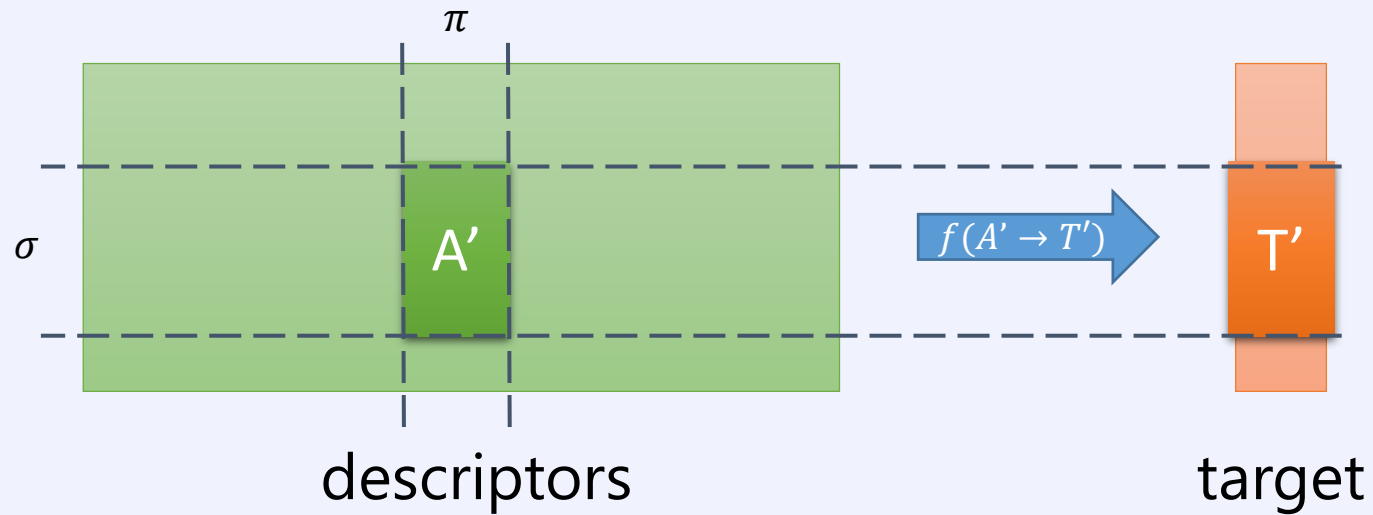 π
σ
A’
f(A’ → T′)
T’
descriptors
target